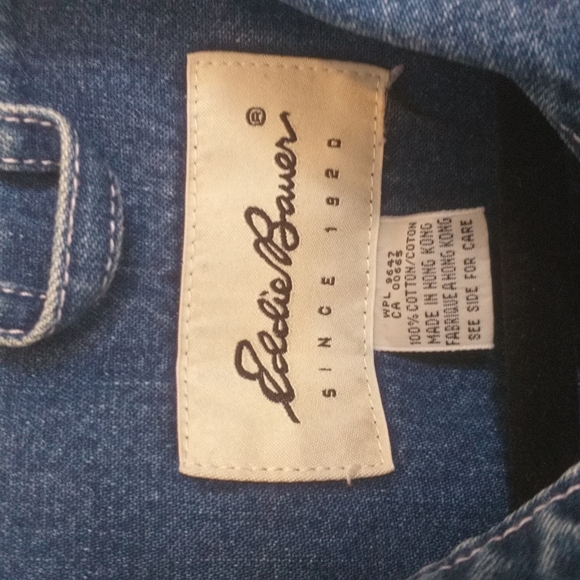 Eddie Bauer®
SINCE 1920
WPL 9647
CA 00665
100% COTTON/COTON
MADE IN HONG KONG
FABRIQUE A HONG KONG
SEE SIDE FOR CARE